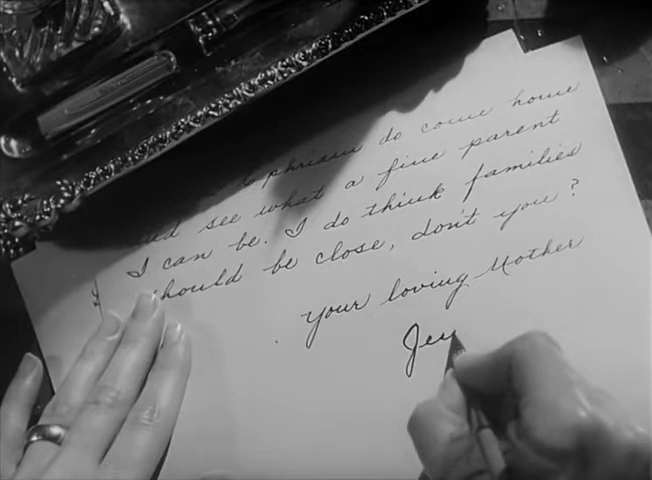 do come home
and see what a fine parent
I can be. I do think families
should be close, don't you?
your loving Mother
Jen